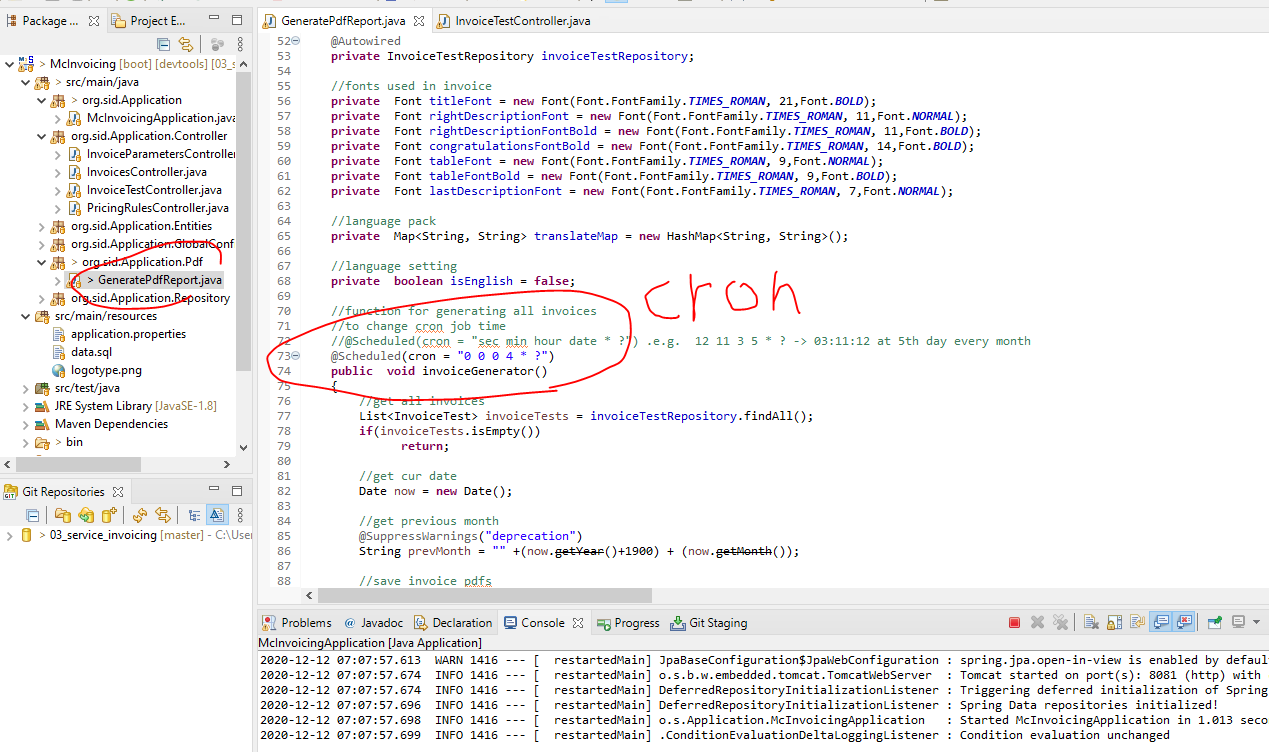 Package ...
Project E...
> McInvoicing [boot] [devtools] [03_s
> src/main/java
> org.sid.Application
McInvoicingApplication.java
org.sid.Application.Controller
InvoiceParametersController
InvoicesController.java
InvoiceTestController.java
PricingRulesController.java
org.sid.Application.Entities
org.sid.Application.GlobalConf
> org.sid.Application.Pdf
> GeneratePdfReport.java
org.sid.Application.Repository
src/main/resources
application.properties
data.sql
logotype.png
src/test/java
JRE System Library [JavaSE-1.8]
Maven Dependencies
> bin
Git Repositories
> 03_service_invoicing [master] - C:\User
GeneratePdfReport.java
InvoiceTestController.java
52 @Autowired
53 private InvoiceTestRepository invoiceTestRepository;
54
55 //fonts used in invoice
56 private Font titleFont = new Font(Font.FontFamily.TIMES_ROMAN, 21,Font.BOLD);
57 private Font rightDescriptionFont = new Font(Font.FontFamily.TIMES_ROMAN, 11,Font.NORMAL);
58 private Font rightDescriptionFontBold = new Font(Font.FontFamily.TIMES_ROMAN, 11,Font.BOLD);
59 private Font congratulationsFontBold = new Font(Font.FontFamily.TIMES_ROMAN, 14,Font.BOLD);
60 private Font tableFont = new Font(Font.FontFamily.TIMES_ROMAN, 9,Font.NORMAL);
61 private Font tableFontBold = new Font(Font.FontFamily.TIMES_ROMAN, 9,Font.BOLD);
62 private Font lastDescriptionFont = new Font(Font.FontFamily.TIMES_ROMAN, 7,Font.NORMAL);
63
64 //language pack
65 private Map<String, String> translateMap = new HashMap<String, String>();
66
67 //language setting
68 private boolean isEnglish = false;
69
cron
70 //function for generating all invoices
71 //to change cron job time
72 //@Scheduled(cron = "sec min hour date * ?") .e.g. 12 11 3 5 * ? -> 03:11:12 at 5th day every month
73 @Scheduled(cron = "0 0 0 4 * ?")
74 public void invoiceGenerator()
75 {
76 //get all invoices
77 List<InvoiceTest> invoiceTests = invoiceTestRepository.findAll();
78 if(invoiceTests.isEmpty())
79 return;
80
81 //get cur date
82 Date now = new Date();
83
84 //get previous month
85 @SuppressWarnings("deprecation")
86 String prevMonth = "" +(now.getYear()+1900) + (now.getMonth());
87
88 //save invoice pdfs
Problems
Javadoc
Declaration
Console
Progress
Git Staging
McInvoicingApplication [Java Application]
2020-12-12 07:07:57.613 WARN 1416 --- [ restartedMain] JpaBaseConfiguration$JpaWebConfiguration : spring.jpa.open-in-view is enabled by defaul
2020-12-12 07:07:57.674 INFO 1416 --- [ restartedMain] o.s.b.w.embedded.tomcat.TomcatWebServer : Tomcat started on port(s): 8081 (http) with
2020-12-12 07:07:57.674 INFO 1416 --- [ restartedMain] DeferredRepositoryInitializationListener : Triggering deferred initialization of Spring
2020-12-12 07:07:57.696 INFO 1416 --- [ restartedMain] DeferredRepositoryInitializationListener : Spring Data repositories initialized!
2020-12-12 07:07:57.698 INFO 1416 --- [ restartedMain] o.s.Application.McInvoicingApplication : Started McInvoicingApplication in 1.013 seco
2020-12-12 07:07:57.699 INFO 1416 --- [ restartedMain] .ConditionEvaluationDeltaLoggingListener : Condition evaluation unchanged